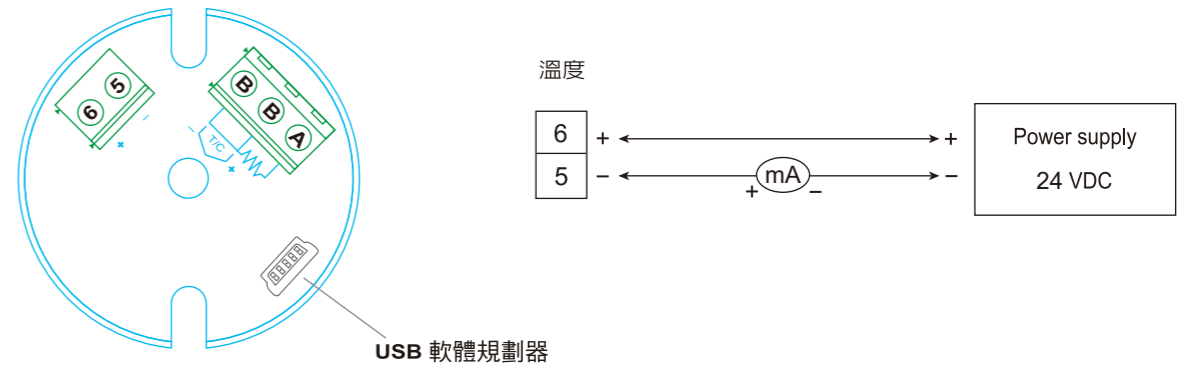 6 5
− +
B B A
− T/C +
USB 軟體規劃器
溫度
6 + +
5 − + mA − −
Power supply
24 VDC